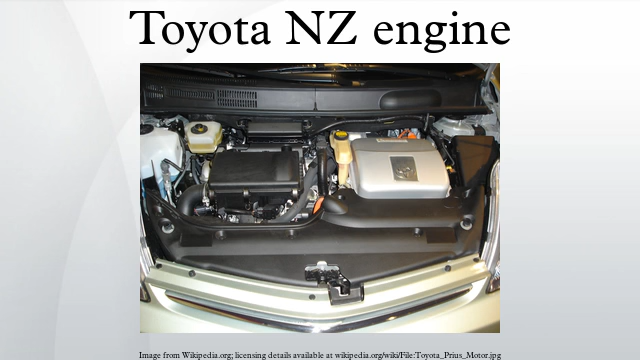 Toyota NZ engine
Image from Wikipedia.org; licensing details available at wikipedia.org/wiki/File:Toyota_Prius_Motor.jpg